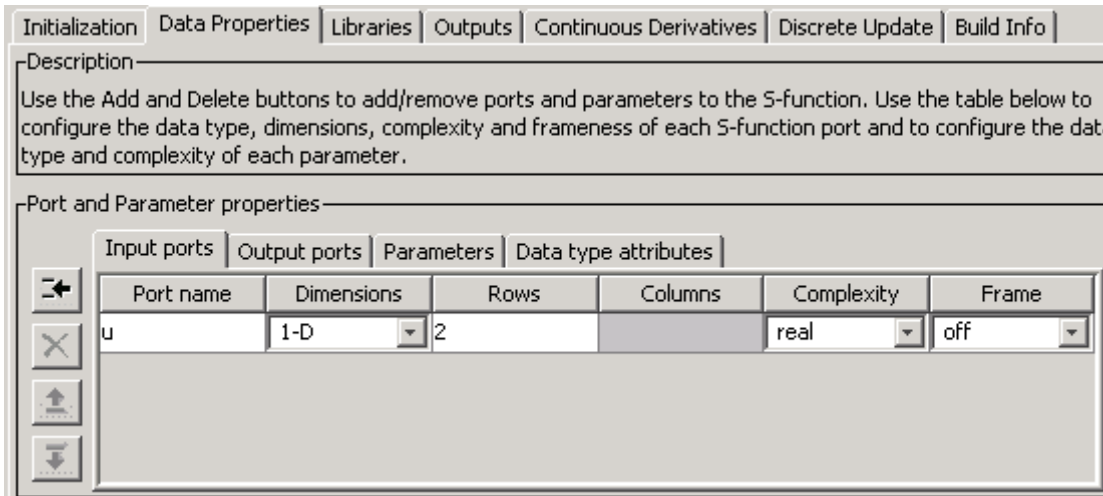 Initialization Data Properties Libraries Outputs Continuous Derivatives Discrete Update Build Info
Description
Use the Add and Delete buttons to add/remove ports and parameters to the S-function. Use the table below to
configure the data type, dimensions, complexity and frameness of each S-function port and to configure the dat
type and complexity of each parameter.
Port and Parameter properties
Input ports Output ports Parameters Data type attributes
Port name Dimensions Rows Columns Complexity Frame
u 1-D 2 real off